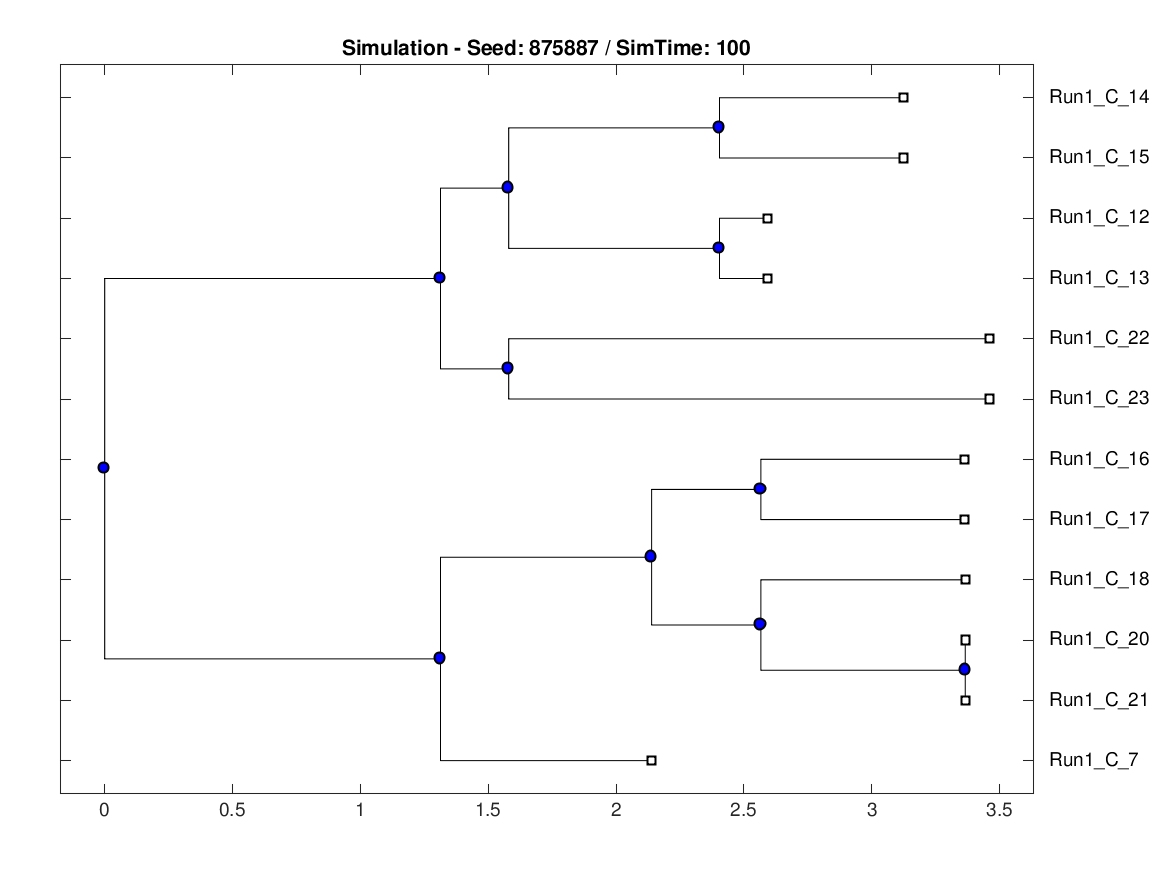 Simulation - Seed: 875887 / SimTime: 100
Run1_C_14
Run1_C_15
Run1_C_12
Run1_C_13
Run1_C_22
Run1_C_23
Run1_C_16
Run1_C_17
Run1_C_18
Run1_C_20
Run1_C_21
Run1_C_7
0 0.5 1 1.5 2 2.5 3 3.5